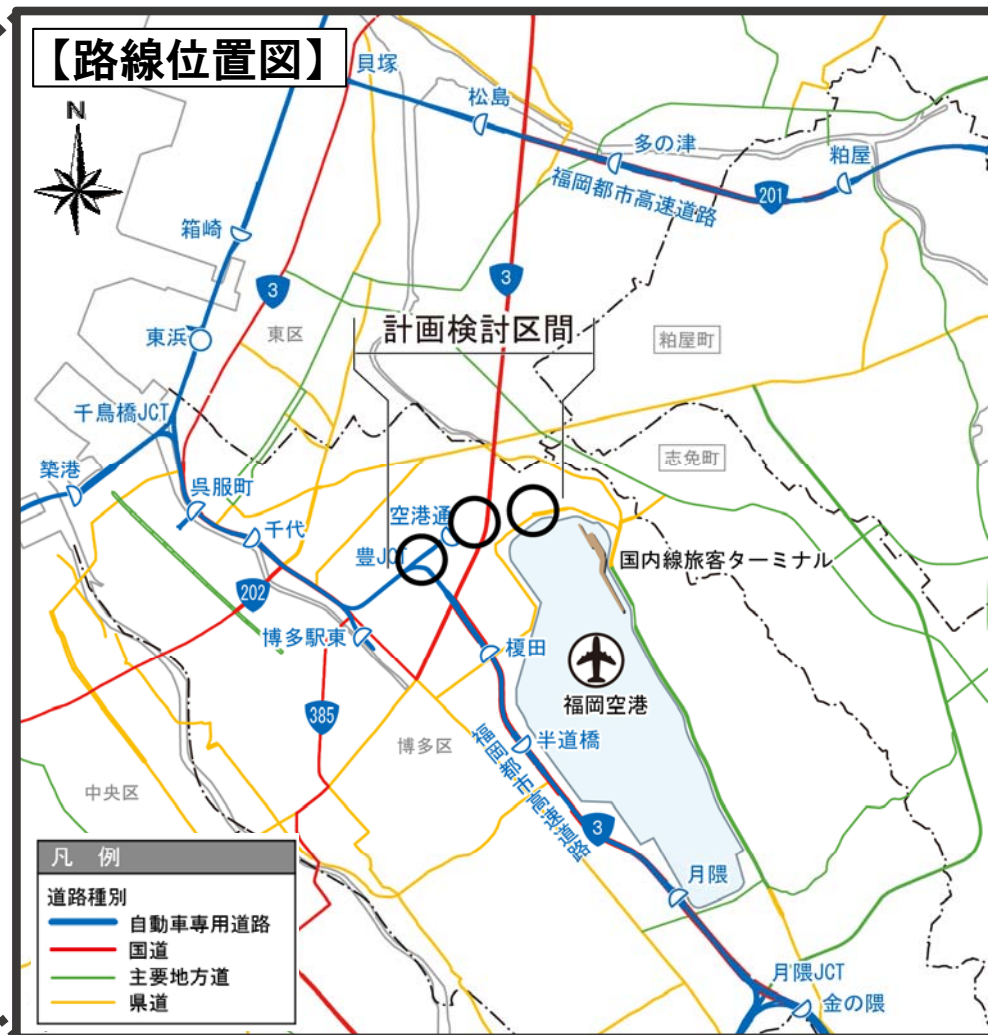 【路線位置図】
N
貝塚
松島
多の津
粕屋
福岡都市高速道路
201
箱崎
3
3
東区
東浜
計画検討区間
粕屋町
千鳥橋JCT
志免町
築港
呉服町
千代
空港通
豊JCT
国内線旅客ターミナル
202
博多駅東
榎田
福岡空港
385
博多区
半道橋
福岡都市高速道路
中央区
3
月隈
月隈JCT
金の隈
凡 例
道路種別
自動車専用道路
国道
主要地方道
県道